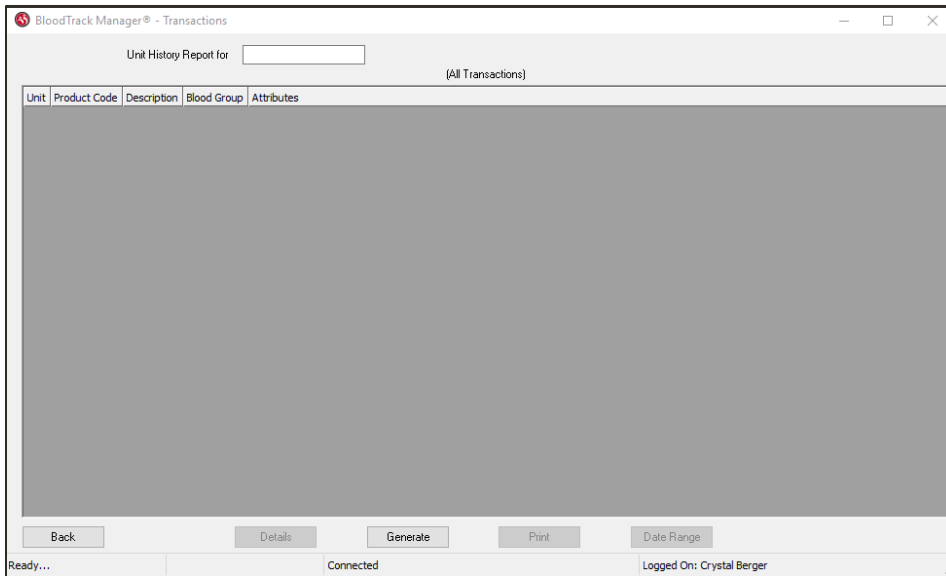 BloodTrack Manager® - Transactions
Unit History Report for
(All Transactions)
Unit Product Code Description Blood Group Attributes
Back Details Generate Print Date Range
Ready... Connected Logged On: Crystal Berger